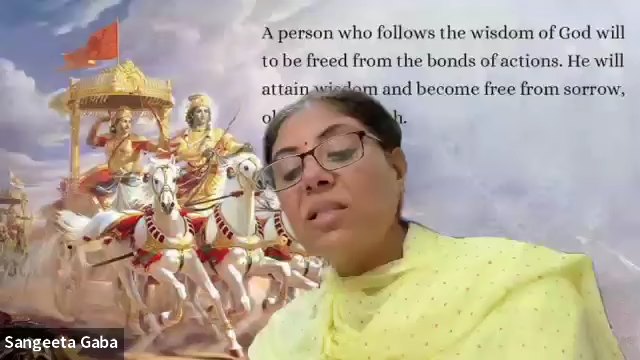 A person who follows the wisdom of God will
to be freed from the bonds of actions. He will
attain wisdom and become free from sorrow,
Sangeeta Gaba